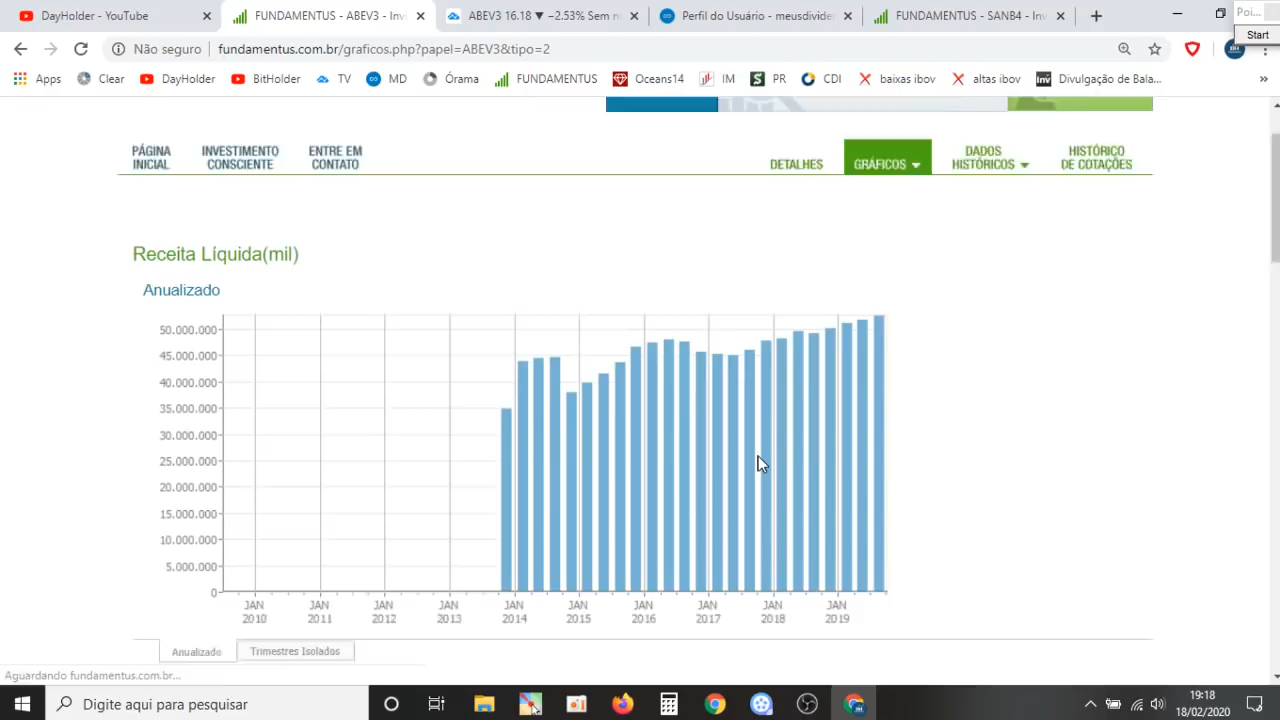 DayHolder - YouTube
FUNDAMENTUS - ABEV3 - Inv
ABEV3 16.18 ▼ −2.53% Sem n
Perfil do Usuário - meusdividen
FUNDAMENTUS - SANB4 - Inv
Poi...
Start
Não seguro
fundamentus.com.br/graficos.php?papel=ABEV3&tipo=2
Apps
Clear
DayHolder
BitHolder
TV
MD
Órama
FUNDAMENTUS
Oceans14
IM
PR
CDI
baixas ibov
altas ibov
Divulgação de Bala...
»
PÁGINA INICIAL
INVESTIMENTO CONSCIENTE
ENTRE EM CONTATO
DETALHES
GRÁFICOS
DADOS HISTÓRICOS
HISTÓRICO DE COTAÇÕES
Receita Líquida(mil)
Anualizado
50.000.000
45.000.000
40.000.000
35.000.000
30.000.000
25.000.000
20.000.000
15.000.000
10.000.000
5.000.000
0
JAN 2010
JAN 2011
JAN 2012
JAN 2013
JAN 2014
JAN 2015
JAN 2016
JAN 2017
JAN 2018
JAN 2019
Anualizado
Trimestres Isolados
Aguardando fundamentus.com.br...
Digite aqui para pesquisar
19:18
18/02/2020